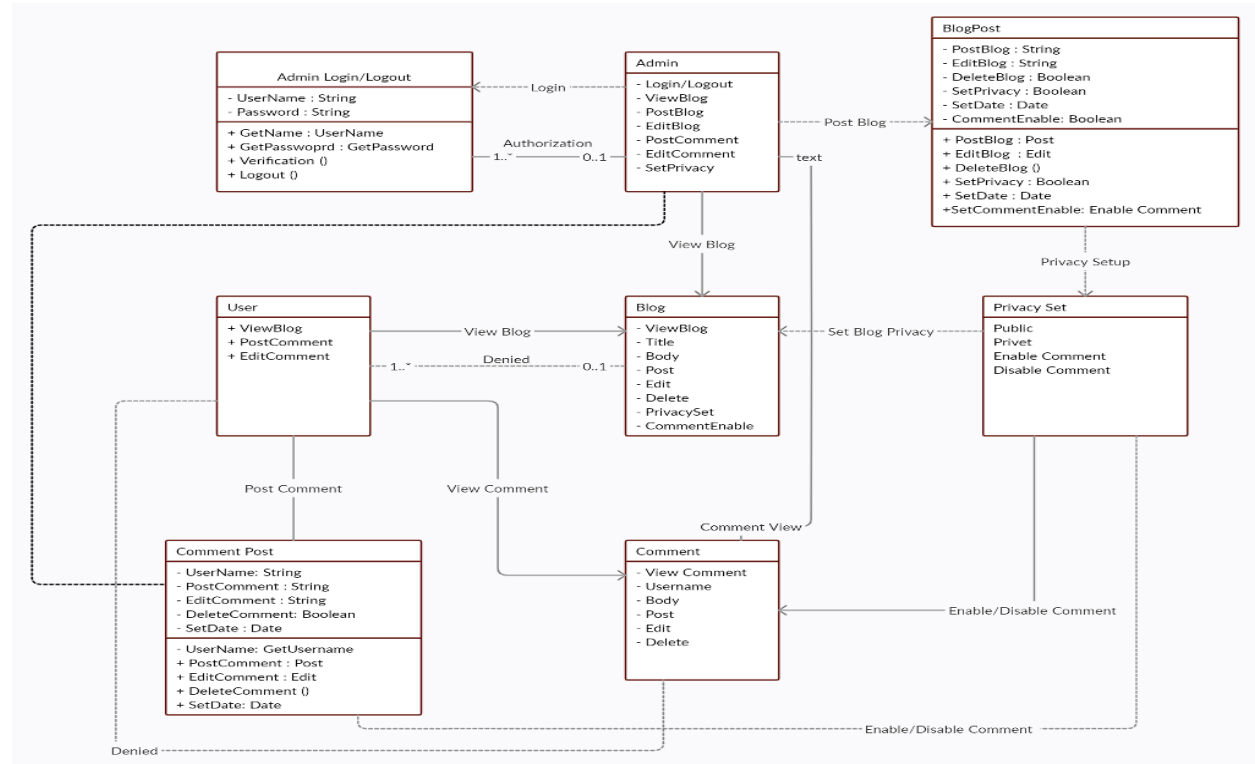 BlogPost
- PostBlog : String
- EditBlog : String
- DeleteBlog : Boolean
- SetPrivacy : Boolean
- SetDate : Date
- CommentEnable: Boolean
+ PostBlog : Post
+ EditBlog : Edit
+ DeleteBlog ()
+ SetPrivacy : Boolean
+ SetDate : Date
+SetCommentEnable: Enable Comment
Admin Login/Logout
- UserName : String
- Password : String
+ GetName : UserName
+ GetPasswoprd : GetPassword
+ Verification ()
+ Logout ()
Login
Authorization
1..*
0..1
Admin
- Login/Logout
- ViewBlog
- PostBlog
- EditBlog
- PostComment
- EditComment
- SetPrivacy
Post Blog
text
View Blog
Privacy Setup
User
+ ViewBlog
+ PostComment
+ EditComment
View Blog
Denied
1..*
0..1
Blog
- ViewBlog
- Title
- Body
- Post
- Edit
- Delete
- PrivacySet
- CommentEnable
Set Blog Privacy
Privacy Set
Public
Privet
Enable Comment
Disable Comment
Post Comment
View Comment
Comment View
Comment Post
- UserName: String
- PostComment : String
- EditComment : String
- DeleteComment: Boolean
- SetDate : Date
- UserName: GetUsername
+ PostComment : Post
+ EditComment : Edit
+ DeleteComment ()
+ SetDate: Date
Comment
- View Comment
- Username
- Body
- Post
- Edit
- Delete
Enable/Disable Comment
Enable/Disable Comment
Denied